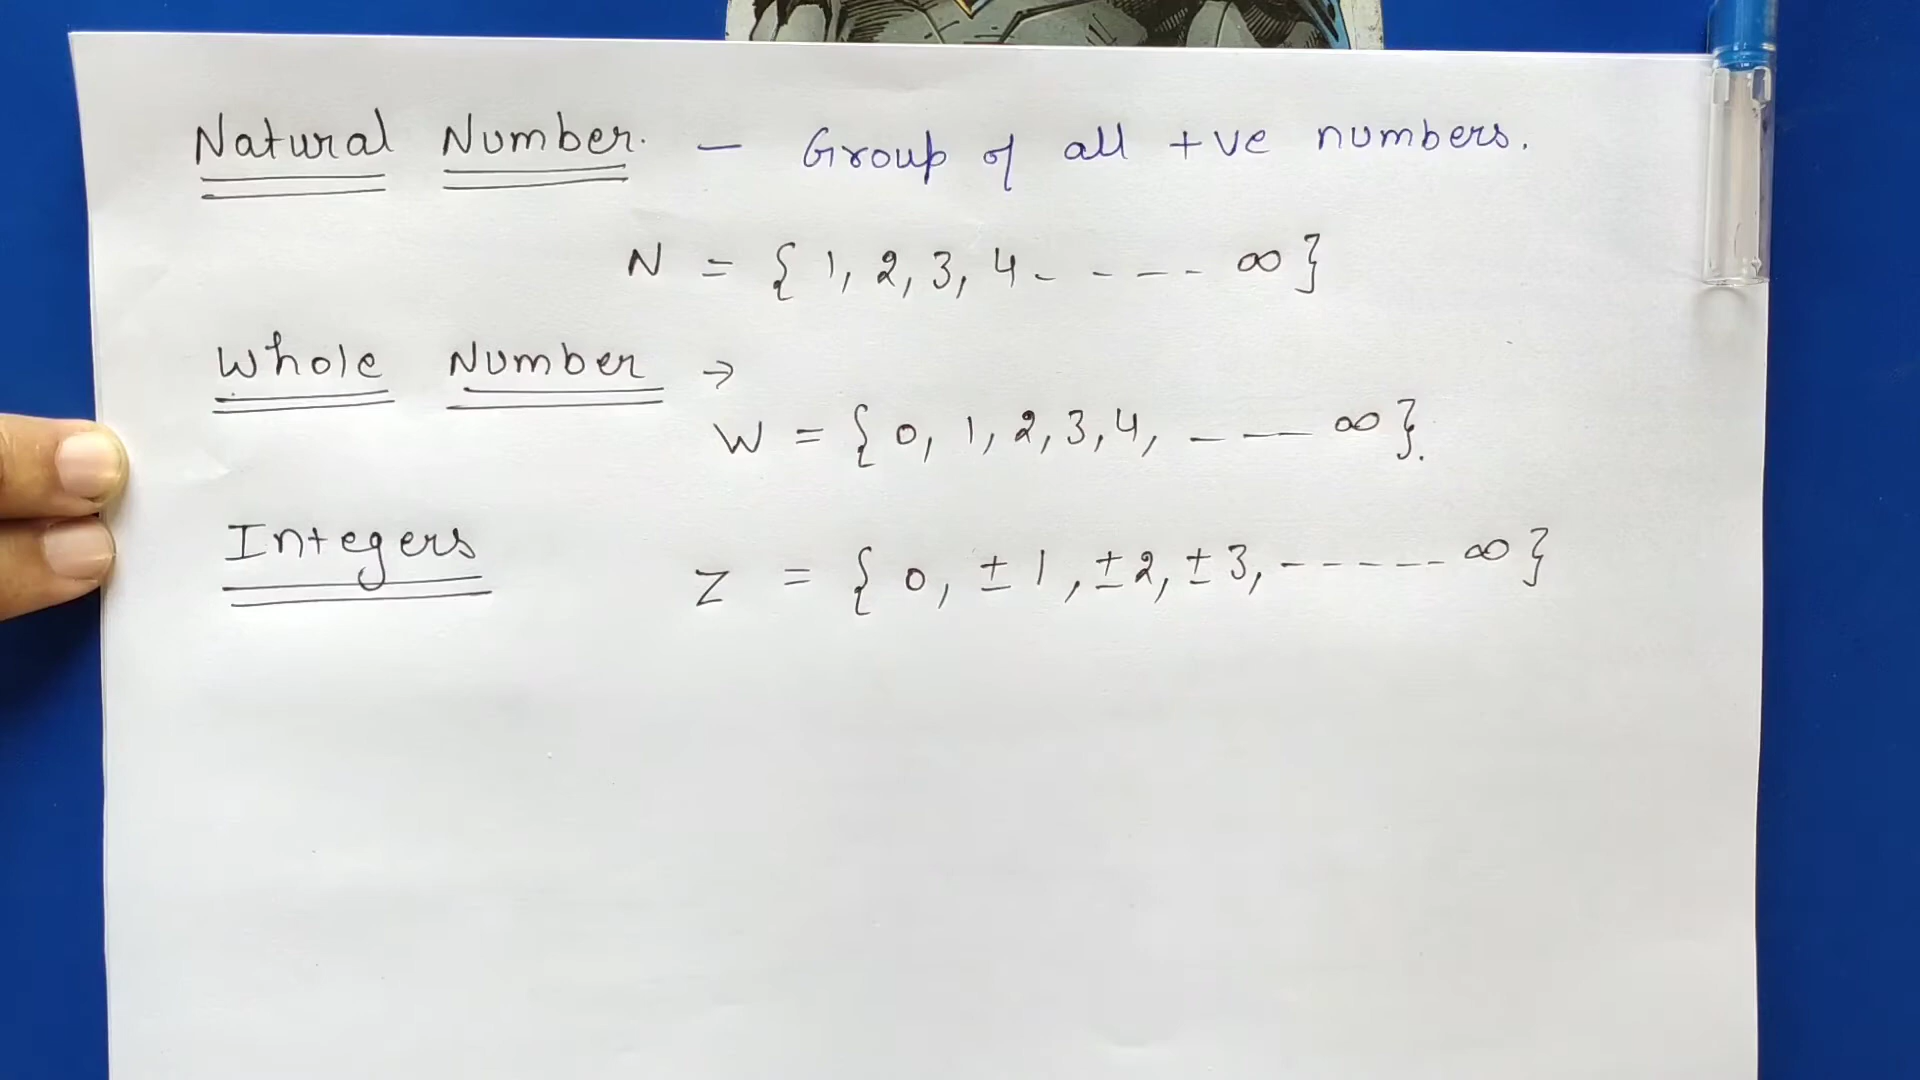 Natural Number. — Group of all +ve numbers.
N = { 1, 2, 3, 4 - - - - - ∞ }
Whole Number →
W = { 0, 1, 2, 3, 4, - — ∞ }.
Integers
Z = { 0, ± 1, ± 2, ± 3, - - - - - - ∞ }